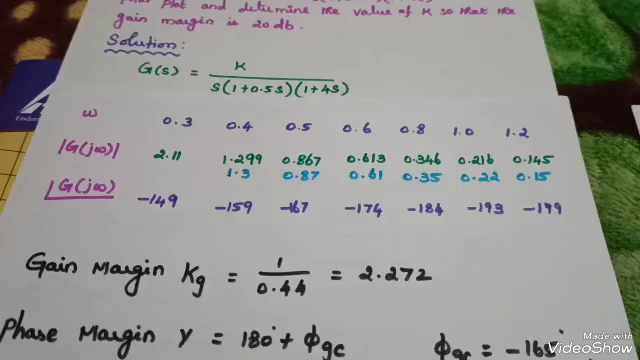 plot and determine the value of K so that the
gain margin is 20 db.
Solution:
G(s) = K / s(1+0.5s)(1+4s)
ω 0.3 0.4 0.5 0.6 0.8 1.0 1.2
|G(jω)| 2.11 1.299 0.867 0.613 0.346 0.216 0.145
1.3 0.87 0.61 0.35 0.22 0.15
∠G(jω) -149 -159 -167 -174 -184 -193 -199
Gain Margin Kg = 1 / 0.44 = 2.272
Phase Margin γ = 180° + ϕgc ϕgc = -165°
Made with
VideoShow